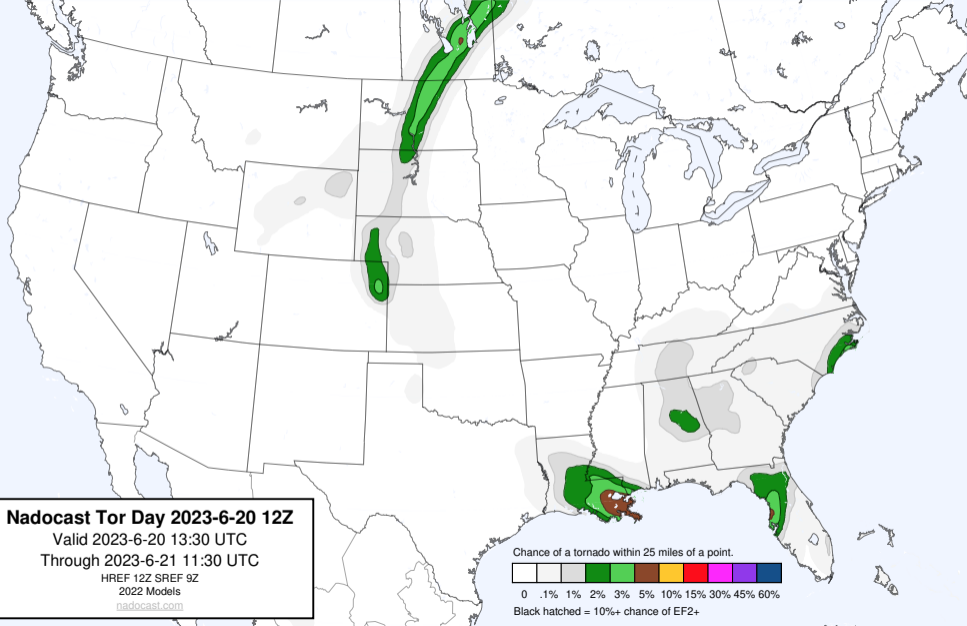 Nadocast Tor Day 2023-6-20 12Z
Valid 2023-6-20 13:30 UTC
Through 2023-6-21 11:30 UTC
HREF 12Z SREF 9Z
2022 Models
nadocast.com
Chance of a tornado within 25 miles of a point.
0 .1% 1% 2% 3% 5% 10% 15% 30% 45% 60%
Black hatched = 10%+ chance of EF2+